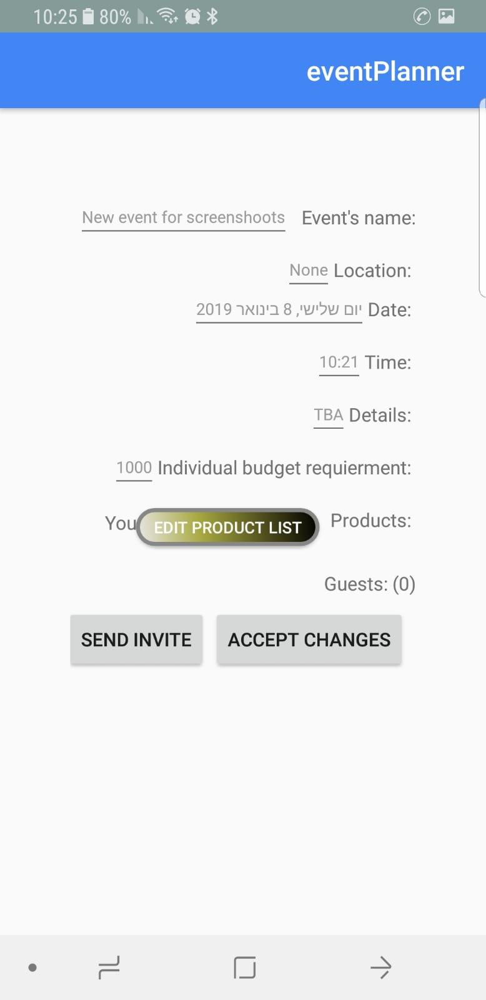 10:25 80%
eventPlanner
Event's name: New event for screenshoots
Location: None
Date: יום שלישי, 8 בינואר 2019
Time: 10:21
Details: TBA
Individual budget requierment: 1000
Products: EDIT PRODUCT LIST You
Guests: (0)
ACCEPT CHANGES SEND INVITE